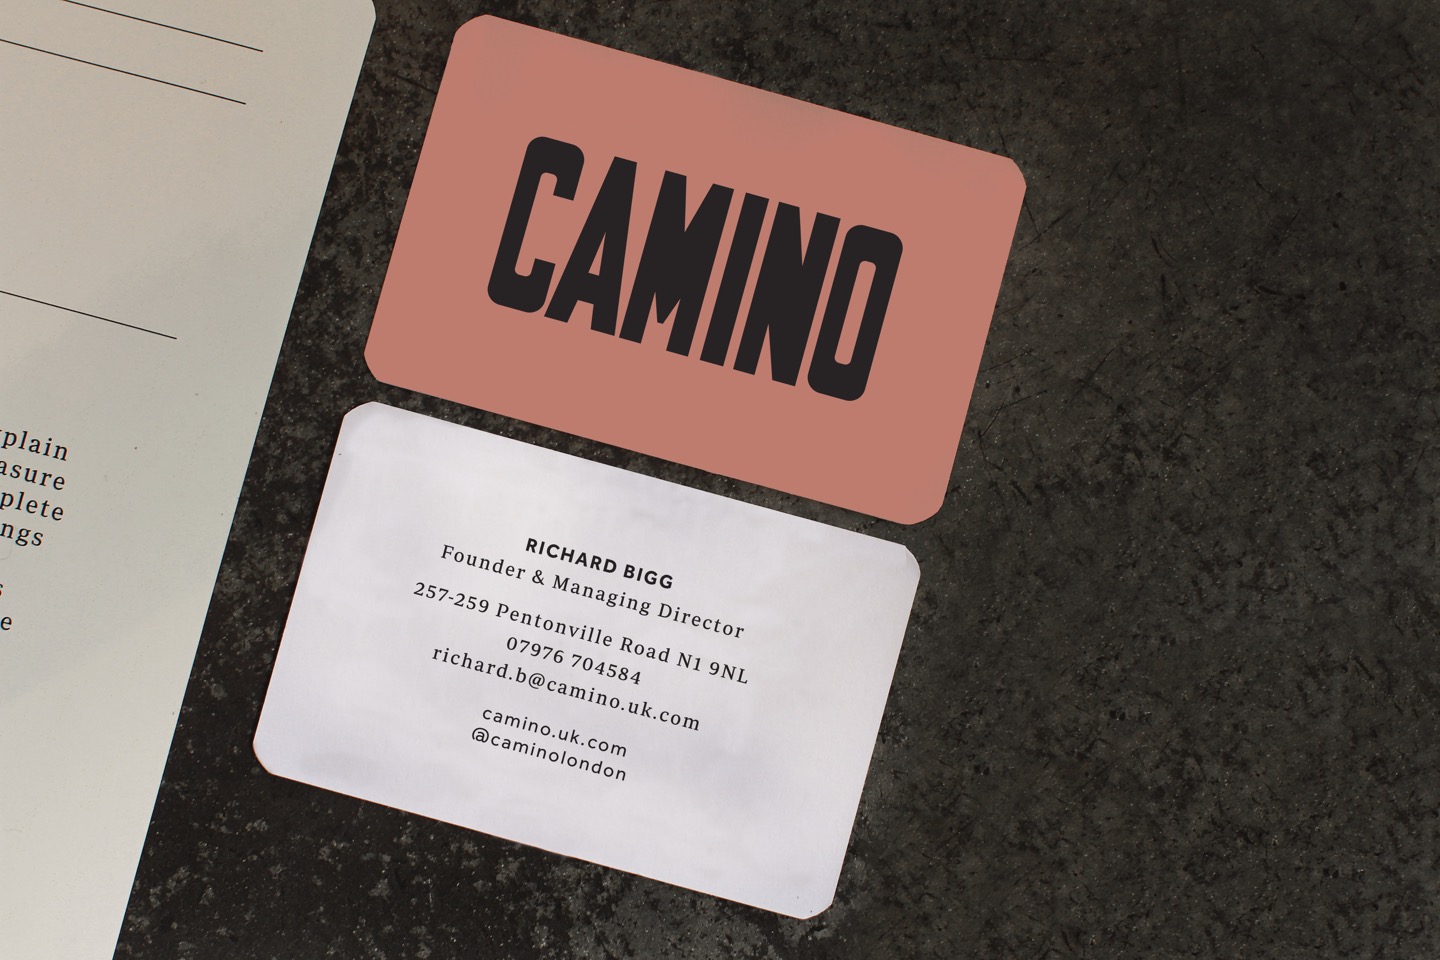 plain
asure
plete
ngs
s
e
CAMINO
RICHARD BIGG
Founder & Managing Director
257-259 Pentonville Road N1 9NL
07976 704584
richard.b@camino.uk.com
camino.uk.com
@caminolondon